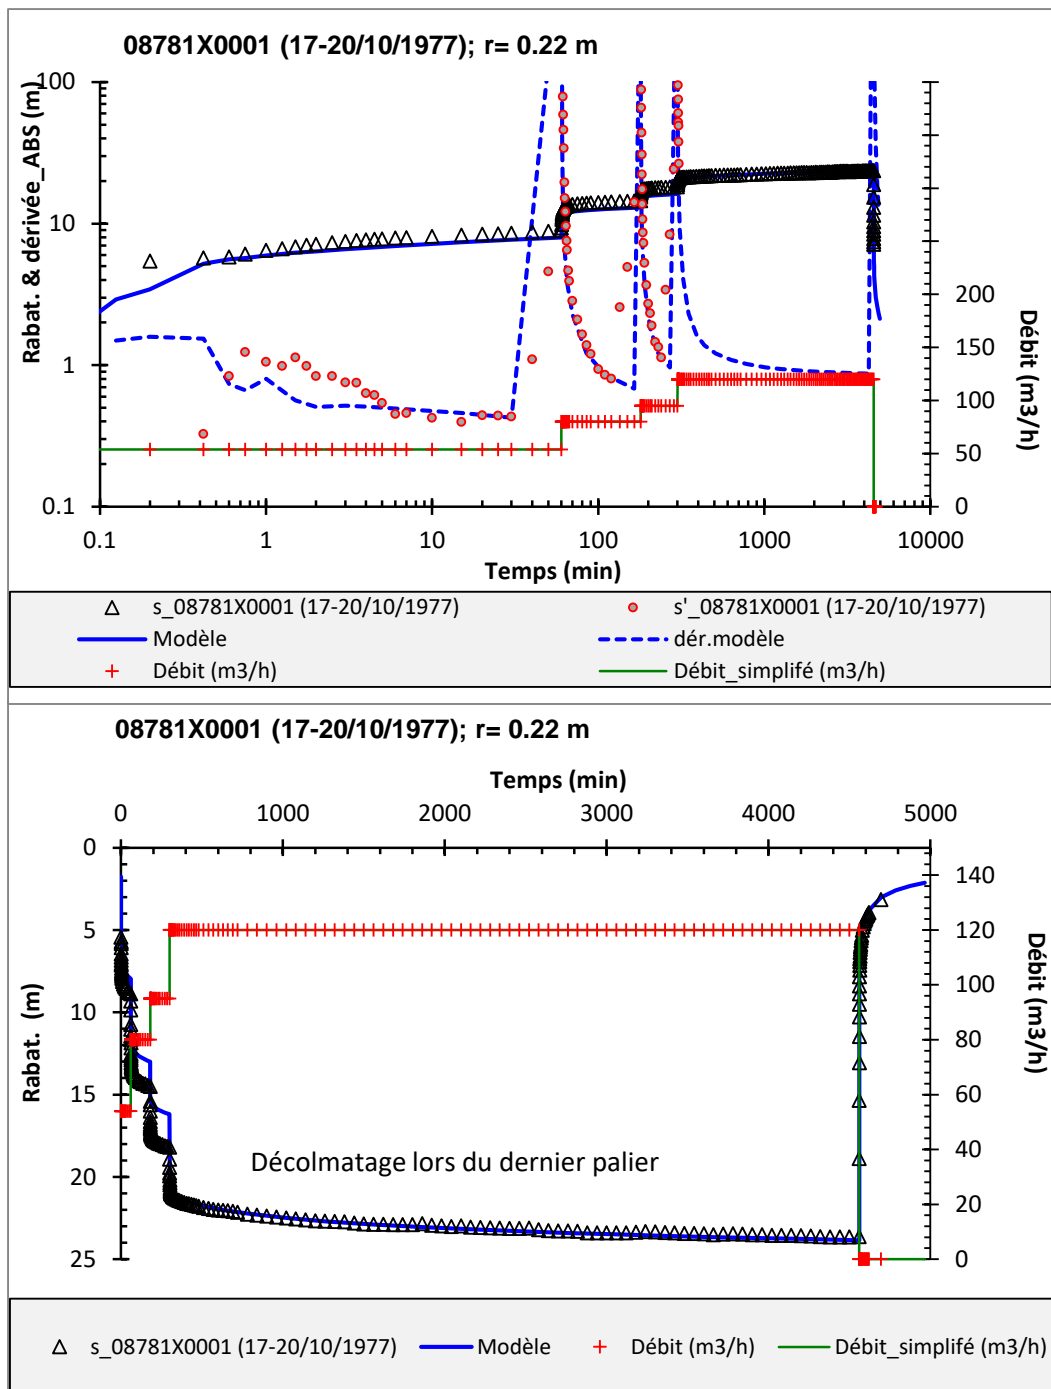 08781X0001 (17-20/10/1977); r= 0.22 m
Rabat. & dérivée_ABS (m)
100
10
1
0.1
0.1 1 10 100 1000 10000
Temps (min)
200
150
100
50
0
Débit (m3/h)
s_08781X0001 (17-20/10/1977) s'_08781X0001 (17-20/10/1977)
Modèle dér.modèle
Débit (m3/h) Débit_simplifé (m3/h)
08781X0001 (17-20/10/1977); r= 0.22 m
Temps (min)
0 1000 2000 3000 4000 5000
Rabat. (m)
0
5
10
15
20
25
140
120
100
80
60
40
20
0
Débit (m3/h)
Décolmatage lors du dernier palier
s_08781X0001 (17-20/10/1977) Modèle Débit (m3/h) Débit_simplifé (m3/h)